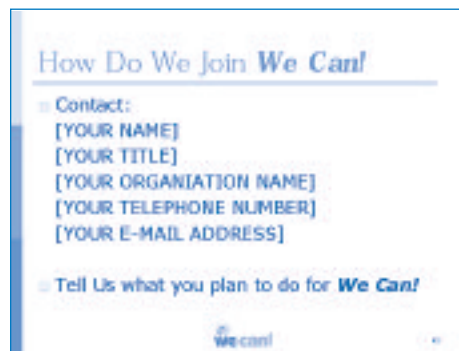 How Do We Join We Can!
Contact:
[YOUR NAME]
[YOUR TITLE]
[YOUR ORGANIATION NAME]
[YOUR TELEPHONE NUMBER]
[YOUR E-MAIL ADDRESS]
Tell Us what you plan to do for We Can!
we can!